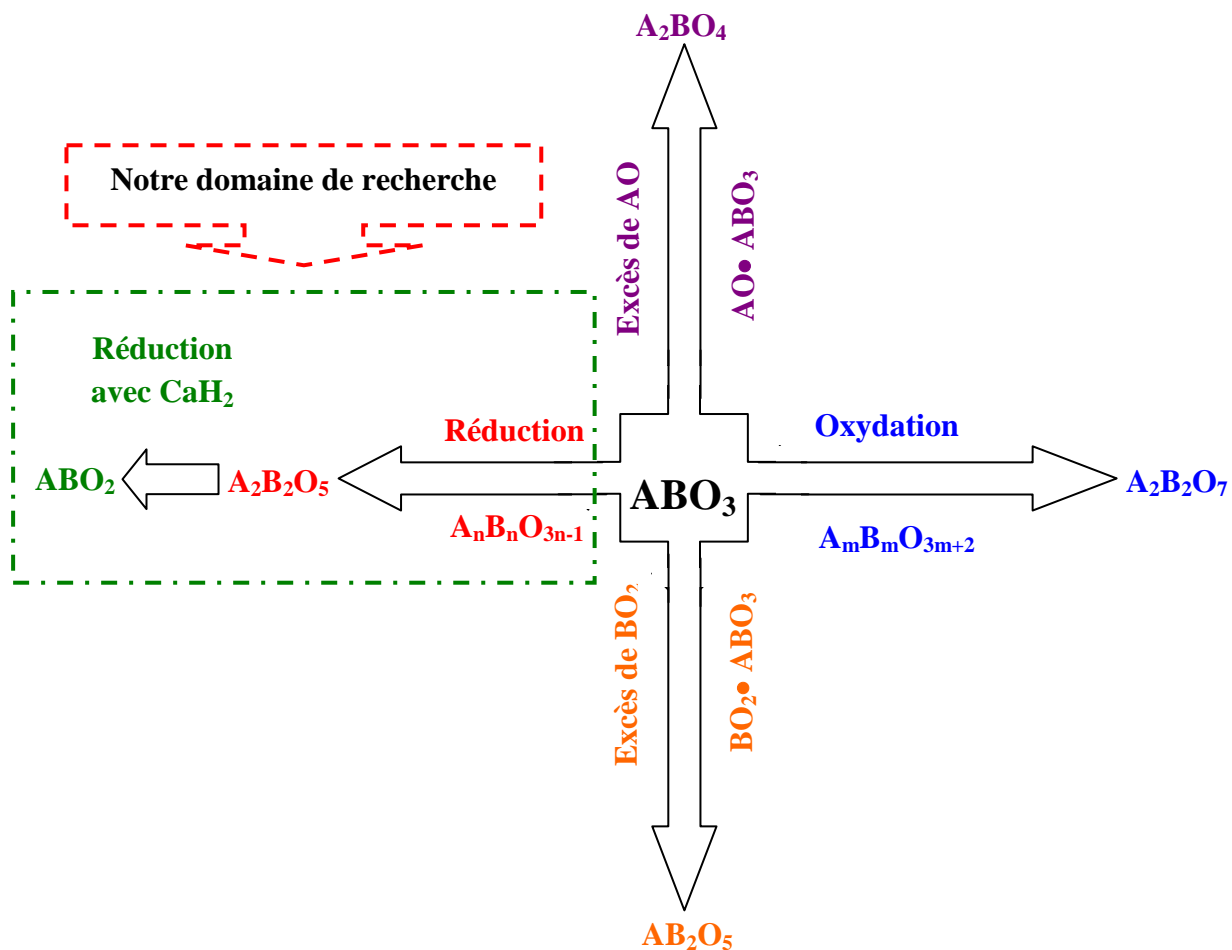 A₂BO₄
Notre domaine de recherche
Excès de AO
AO● ABO₃
Réduction
avec CaH₂
Réduction
Oxydation
ABO₂
A₂B₂O₅
ABO₃
A₂B₂O₇
AₙBₙO₃ₙ₋₁
AₘBₘO₃ₘ₊₂
Excès de BO₂
BO₂● ABO₃
AB₂O₅